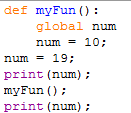 def myFun():
    global num
    num = 10;
num = 19;
print(num);
myFun();
print(num);